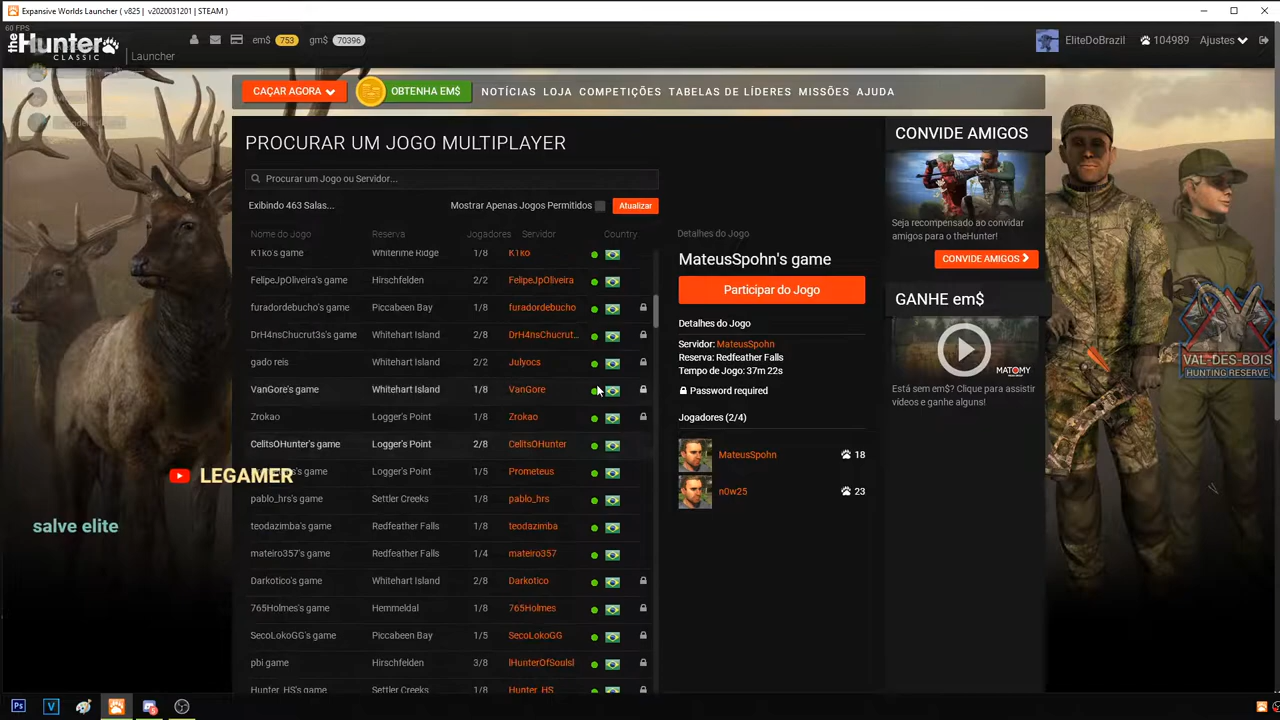 Expansive Worlds Launcher ( v825 | v2020031201 | STEAM )
60 FPS
theHunter CLASSIC | Launcher
em$ 753 gm$ 70396
EliteDoBrazil 104989 Ajustes
CAÇAR AGORA OBTENHA EM$ NOTÍCIAS LOJA COMPETIÇÕES TABELAS DE LÍDERES MISSÕES AJUDA
PROCURAR UM JOGO MULTIPLAYER
Procurar um Jogo ou Servidor...
Exibindo 463 Salas... Mostrar Apenas Jogos Permitidos Atualizar
Nome do Jogo Reserva Jogadores Servidor Country
K1ko's game Whiterime Ridge 1/8 K1ko
FelipeJpOliveira's game Hirschfelden 2/2 FelipeJpOliveira
furadordebucho's game Piccabeen Bay 1/8 furadordebucho
DrH4nsChucrut3s's game Whitehart Island 2/8 DrH4nsChucrut...
gado reis Whitehart Island 2/2 Julyocs
VanGore's game Whitehart Island 1/8 VanGore
Zrokao Logger's Point 1/8 Zrokao
CelitsOHunter's game Logger's Point 2/8 CelitsOHunter
's game Logger's Point 1/5 Prometeus
pablo_hrs's game Settler Creeks 1/8 pablo_hrs
teodazimba's game Redfeather Falls 1/8 teodazimba
mateiro357's game Redfeather Falls 1/4 mateiro357
Darkotico's game Whitehart Island 2/8 Darkotico
765Holmes's game Hemmeldal 1/8 765Holmes
SecoLokoGG's game Piccabeen Bay 1/5 SecoLokoGG
pbi game Hirschfelden 3/8 lHunterOfSoulsl
Hunter_HS's game Settler Creeks 1/8 Hunter_HS
LEGAMER
salve elite
Detalhes do Jogo
MateusSpohn's game
Participar do Jogo
Detalhes do Jogo
Servidor: MateusSpohn
Reserva: Redfeather Falls
Tempo de Jogo: 37m 22s
Password required
Jogadores (2/4)
MateusSpohn 18
n0w25 23
CONVIDE AMIGOS
Seja recompensado ao convidar
amigos para o theHunter!
CONVIDE AMIGOS
GANHE em$
MATOMY
Está sem em$? Clique para assistir
vídeos e ganhe alguns!
VAL-DES-BOIS
HUNTING RESERVE
Ps
V